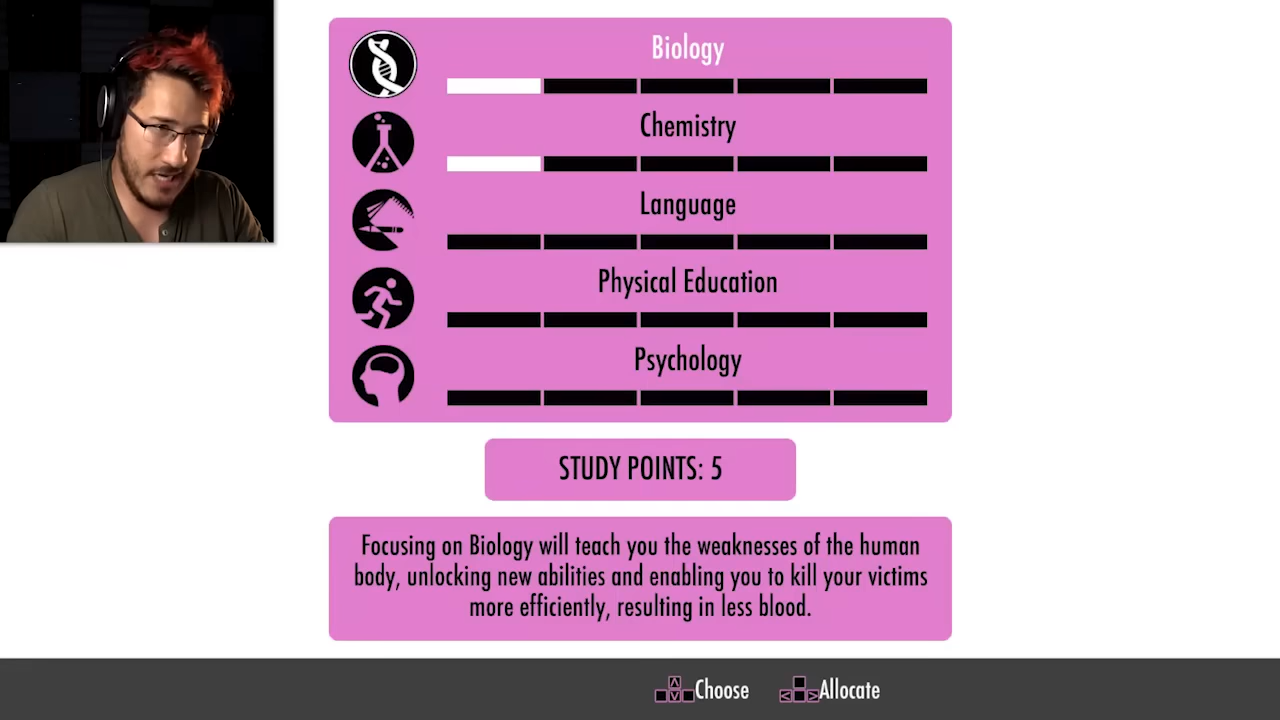 Biology
Chemistry
Language
Physical Education
Psychology
STUDY POINTS: 5
Focusing on Biology will teach you the weaknesses of the human
body, unlocking new abilities and enabling you to kill your victims
more efficiently, resulting in less blood.
Choose
Allocate